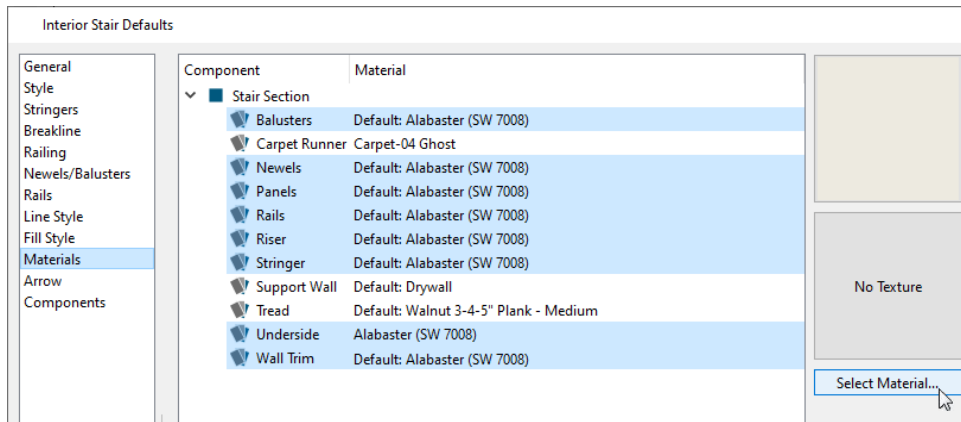 Interior Stair Defaults
General
Style
Stringers
Breakline
Railing
Newels/Balusters
Rails
Line Style
Fill Style
Materials
Arrow
Components
Component Material
Stair Section
Balusters Default: Alabaster (SW 7008)
Carpet Runner Carpet-04 Ghost
Newels Default: Alabaster (SW 7008)
Panels Default: Alabaster (SW 7008)
Rails Default: Alabaster (SW 7008)
Riser Default: Alabaster (SW 7008)
Stringer Default: Alabaster (SW 7008)
Support Wall Default: Drywall
Tread Default: Walnut 3-4-5" Plank - Medium
Underside Alabaster (SW 7008)
Wall Trim Default: Alabaster (SW 7008)
No Texture
Select Material...